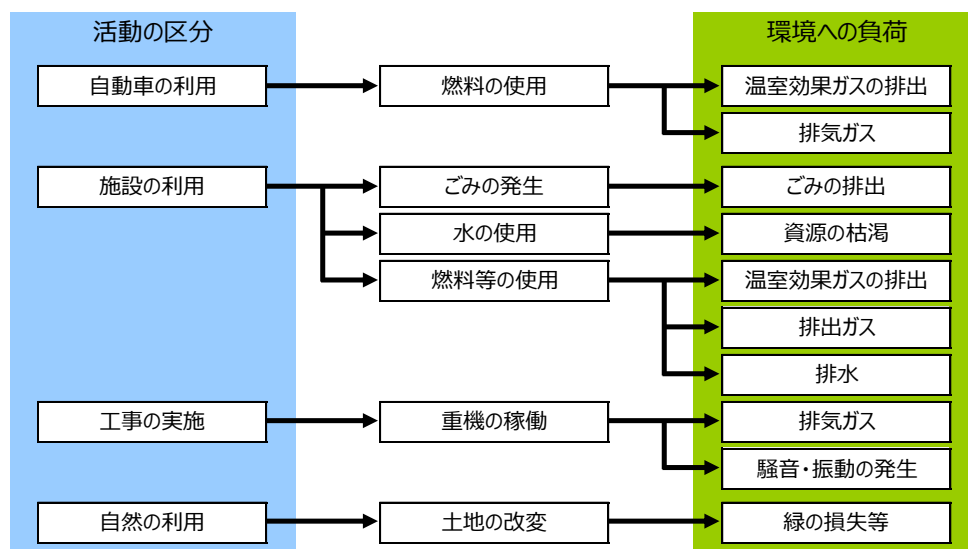 活動の区分
環境への負荷
自動車の利用
燃料の使用
温室効果ガスの排出
排気ガス
施設の利用
ごみの発生
ごみの排出
水の使用
資源の枯渇
燃料等の使用
温室効果ガスの排出
排出ガス
排水
工事の実施
重機の稼働
排気ガス
騒音・振動の発生
自然の利用
土地の改変
緑の損失等